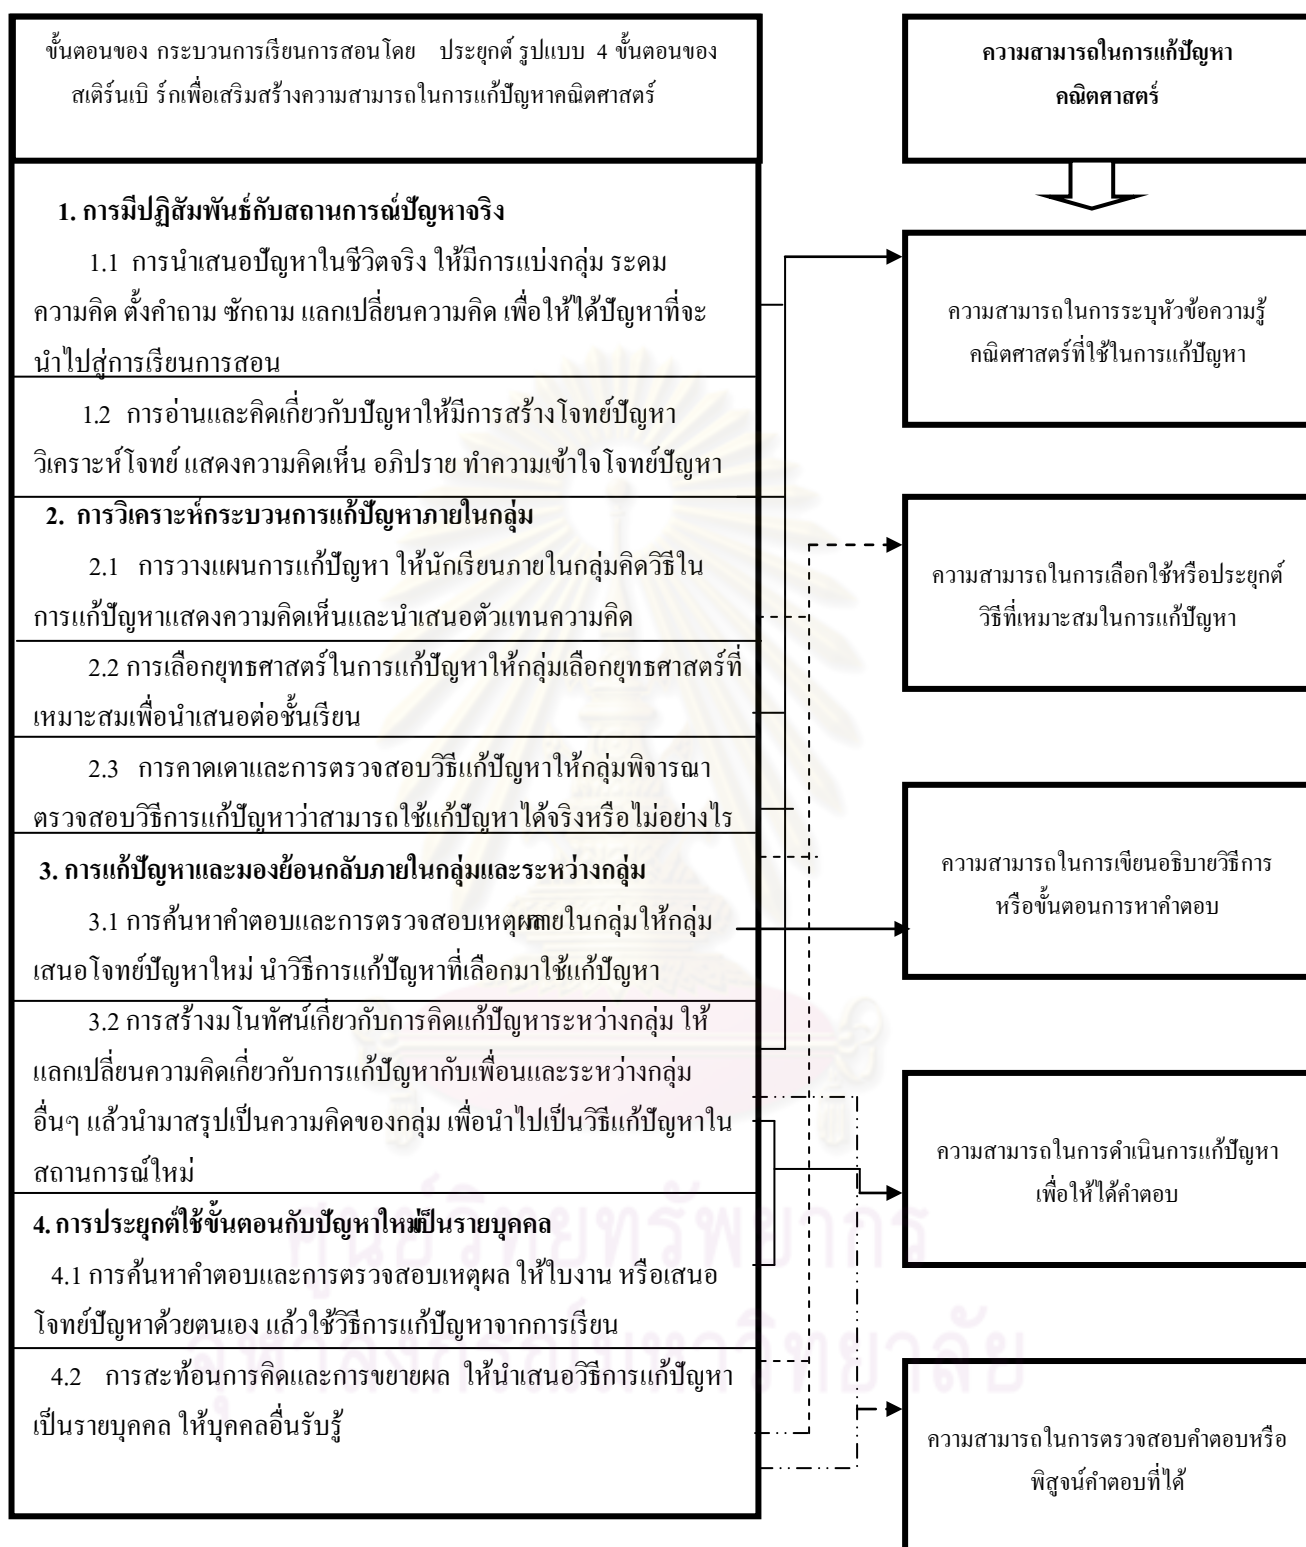 ขั้นตอนของ กระบวนการเรียนการสอนโดย ประยุกต์ รูปแบบ 4 ขั้นตอนของ
สเติร์นเบิ ร์กเพื่อเสริมสร้างความสามารถในการแก้ปัญหาคณิตศาสตร์
1. การมีปฏิสัมพันธ์กับสถานการณ์ปัญหาจริง
1.1 การนำเสนอปัญหาในชีวิตจริง ให้มีการแบ่งกลุ่ม ระดม
ความคิด ตั้งคำถาม ซักถาม แลกเปลี่ยนความคิด เพื่อให้ได้ปัญหาที่จะ
นำไปสู่การเรียนการสอน
1.2 การอ่านและคิดเกี่ยวกับปัญหาให้มีการสร้างโจทย์ปัญหา
วิเคราะห์โจทย์ แสดงความคิดเห็น อภิปราย ทำความเข้าใจโจทย์ปัญหา
2. การวิเคราะห์กระบวนการแก้ปัญหาภายในกลุ่ม
2.1 การวางแผนการแก้ปัญหา ให้นักเรียนภายในกลุ่มคิดวิธีใน
การแก้ปัญหาแสดงความคิดเห็นและนำเสนอตัวแทนความคิด
2.2 การเลือกยุทธศาสตร์ในการแก้ปัญหาให้กลุ่มเลือกยุทธศาสตร์ที่
เหมาะสมเพื่อนำเสนอต่อชั้นเรียน
2.3 การคาดเดาและการตรวจสอบวิธีแก้ปัญหาให้กลุ่มพิจารณา
ตรวจสอบวิธีการแก้ปัญหาว่าสามารถใช้แก้ปัญหาได้จริงหรือไม่อย่างไร
3. การแก้ปัญหาและมองย้อนกลับภายในกลุ่มและระหว่างกลุ่ม
3.1 การค้นหาคำตอบและการตรวจสอบเหตุผลภายในกลุ่มให้กลุ่ม
เสนอโจทย์ปัญหาใหม่ นำวิธีการแก้ปัญหาที่เลือกมาใช้แก้ปัญหา
3.2 การสร้างมโนทัศน์เกี่ยวกับการคิดแก้ปัญหาระหว่างกลุ่ม ให้
แลกเปลี่ยนความคิดเกี่ยวกับการแก้ปัญหากับเพื่อนและระหว่างกลุ่ม
อื่นๆ แล้วนำมาสรุปเป็นความคิดของกลุ่ม เพื่อนำไปเป็นวิธีแก้ปัญหาใน
สถานการณ์ใหม่
4. การประยุกต์ใช้ขั้นตอนกับปัญหาใหม่เป็นรายบุคคล
4.1 การค้นหาคำตอบและการตรวจสอบเหตุผล ให้ใบงาน หรือเสนอ
โจทย์ปัญหาด้วยตนเอง แล้วใช้วิธีการแก้ปัญหาจากการเรียน
4.2 การสะท้อนการคิดและการขยายผล ให้นำเสนอวิธีการแก้ปัญหา
เป็นรายบุคคล ให้บุคคลอื่นรับรู้
ความสามารถในการแก้ปัญหา
คณิตศาสตร์
ความสามารถในการระบุหัวข้อความรู้
คณิตศาสตร์ที่ใช้ในการแก้ปัญหา
ความสามารถในการเลือกใช้หรือประยุกต์
วิธีที่เหมาะสมในการแก้ปัญหา
ความสามารถในการเขียนอธิบายวิธีการ
หรือขั้นตอนการหาคำตอบ
ความสามารถในการดำเนินการแก้ปัญหา
เพื่อให้ได้คำตอบ
ความสามารถในการตรวจสอบคำตอบหรือ
พิสูจน์คำตอบที่ได้
ศูนย์วิทยทรัพยากร
จุฬาลงกรณ์มหาวิทยาลัย